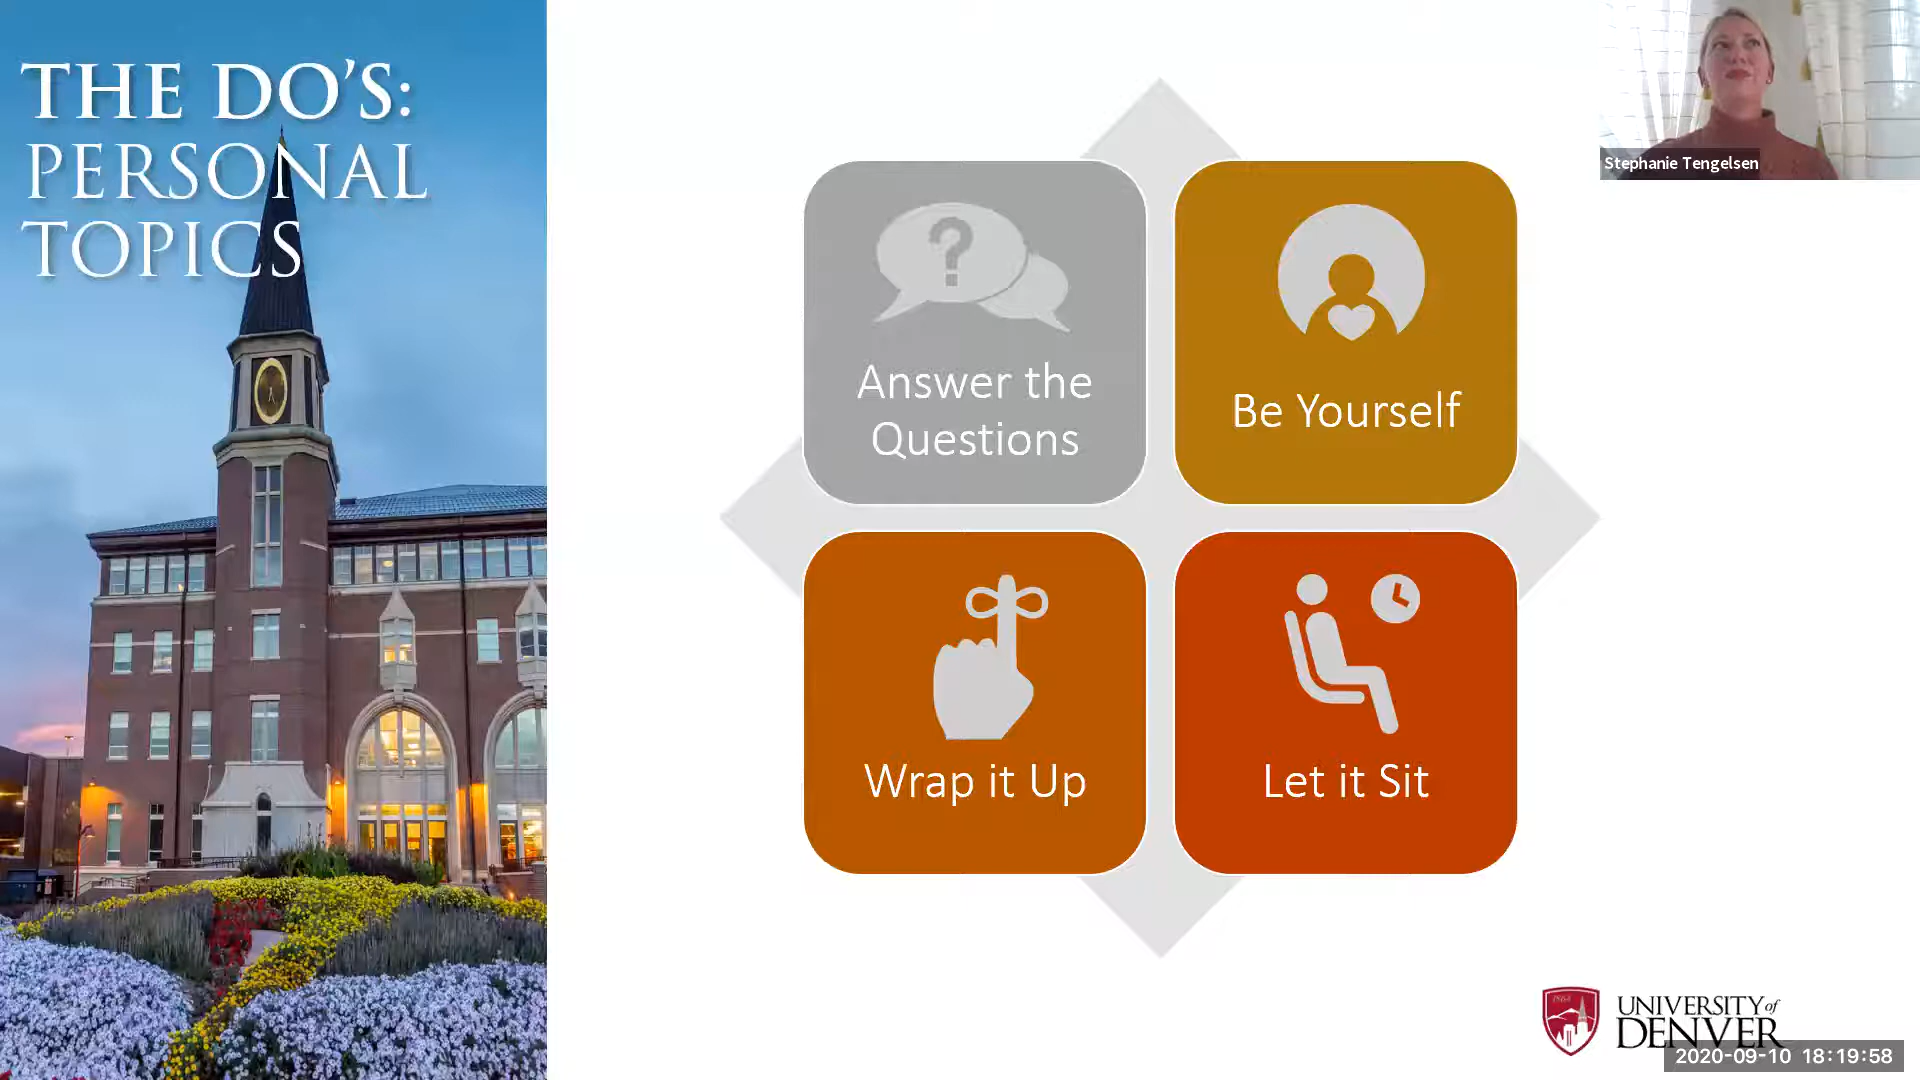 THE DO'S:
PERSONAL
TOPICS
Stephanie Tengelsen
?
Answer the
Questions
Be Yourself
Wrap it Up
Let it Sit
1864
UNIVERSITY of
DENVER
2020-09-10 18:19:58